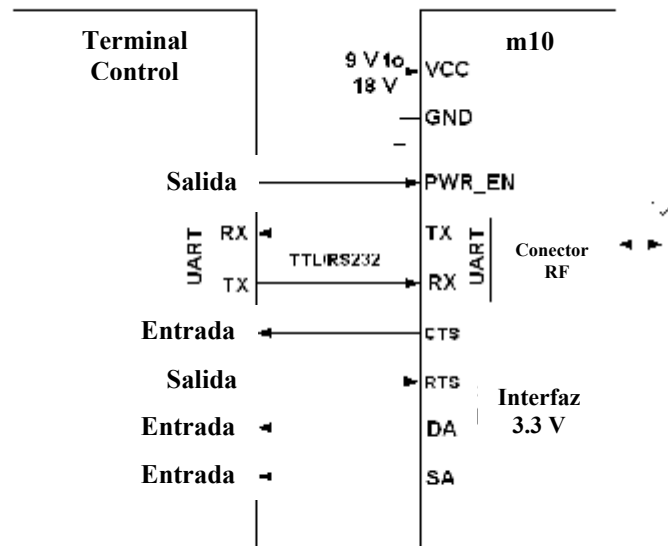 Terminal
Control
m10
9 V to
18 V
VCC
GND
Salida
PWR_EN
UART
RX
TX
TTL/RS232
TX
RX
UART
Conector
RF
Entrada
CTS
Salida
RTS
Interfaz
3.3 V
Entrada
DA
Entrada
SA